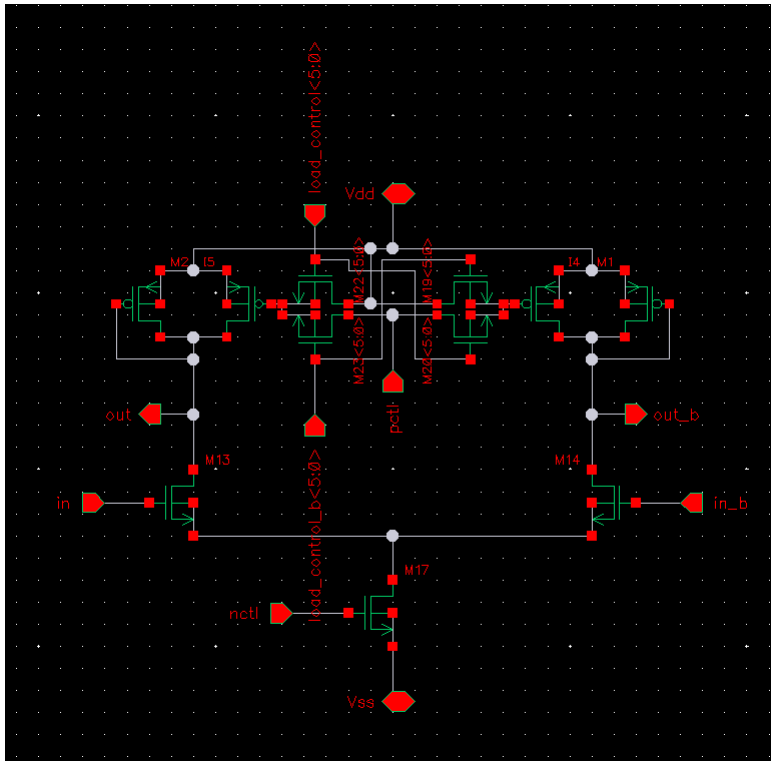 load_control<5:0>
Vdd
M2
I5
M22<5:0>
M19<5:0>
I4
M1
M23<5:0>
M20<5:0>
pctl
out
out_b
M13
M14
in
in_b
load_control_b<5:0>
M17
nctl
Vss